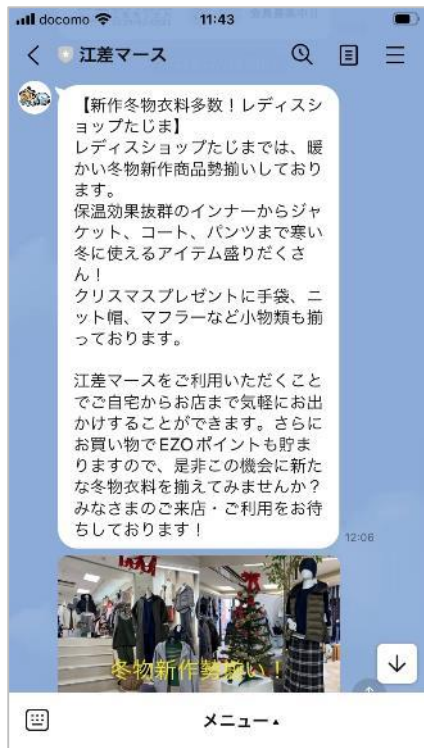 docomo
11:43
江差マース
【新作冬物衣料多数！レディスシ
ョップたじま】
レディスショップたじまでは、暖
かい冬物新作商品勢揃いしており
ます。
保温効果抜群のインナーからジャ
ケット、コート、パンツまで寒い
冬に使えるアイテム盛りだくさ
ん！
クリスマスプレゼントに手袋、ニ
ット帽、マフラーなど小物類も揃
っております。
江差マースをご利用いただくこと
でご自宅からお店まで気軽にお出
かけすることができます。さらに
お買い物でEZOポイントも貯ま
りますので、是非この機会に新た
な冬物衣料を揃えてみませんか？
みなさまのご来店・ご利用をお待
ちしております！
12:06
冬物新作勢揃い！
メニュー